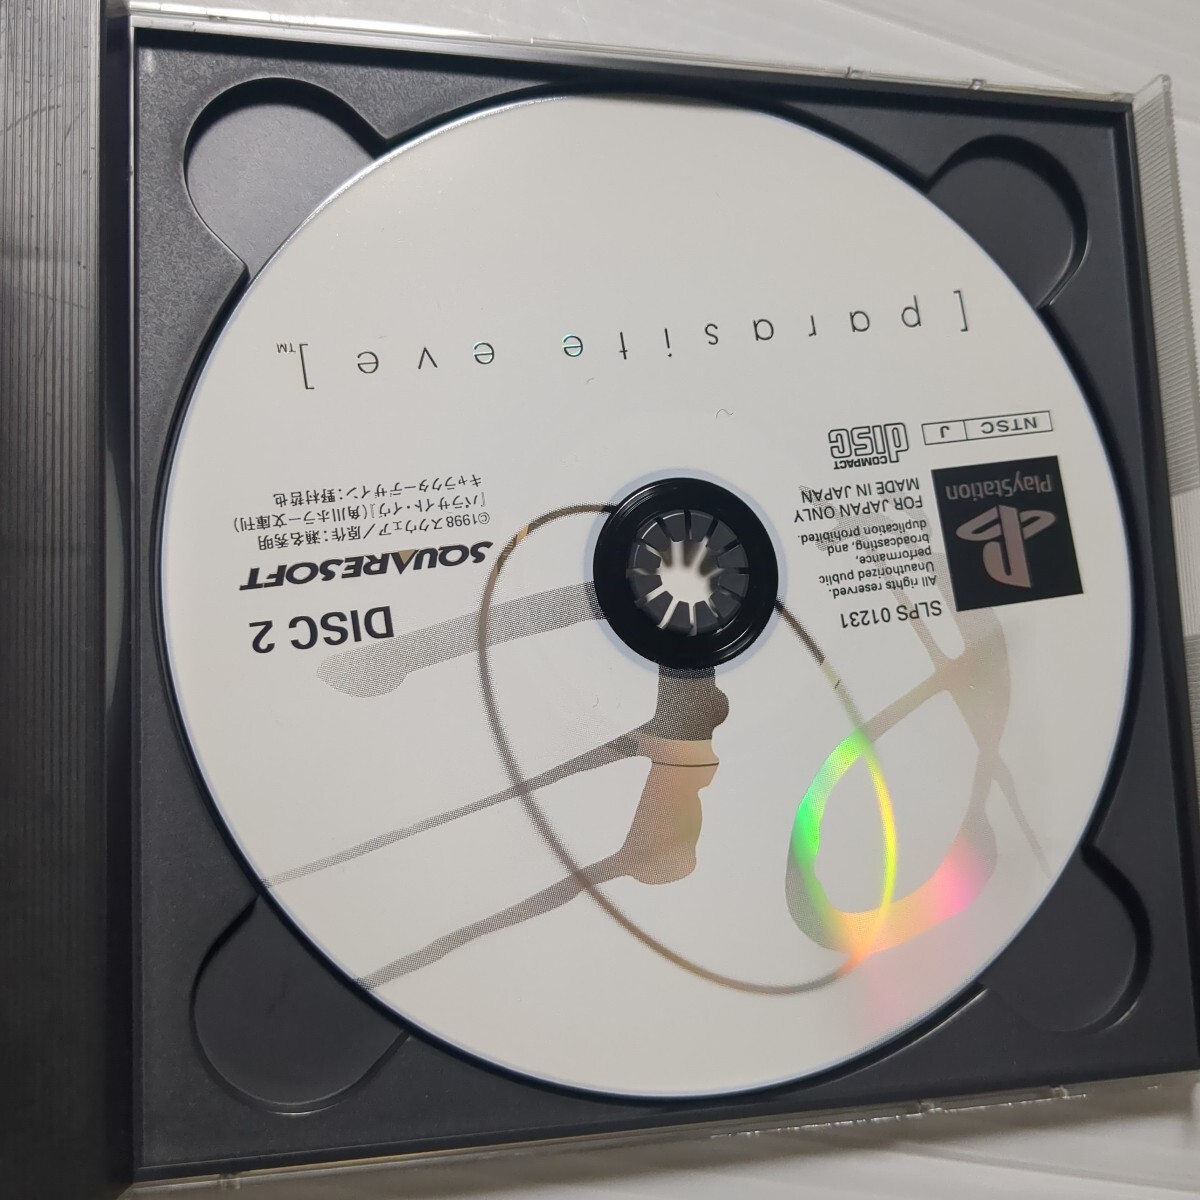 [ parasite eve ]™
NTSC J
COMPACT
disc
PlayStation
FOR JAPAN ONLY
MADE IN JAPAN
All rights reserved.
Unauthorized public
performance,
broadcasting, and
duplication prohibited.
SLPS 01231
DISC 2
SQUARESOFT
©1998 スクウェア/原作:瀬名秀明
『パラサイト・イヴ』(角川ホラー文庫刊)
キャラクターデザイン:野村哲也